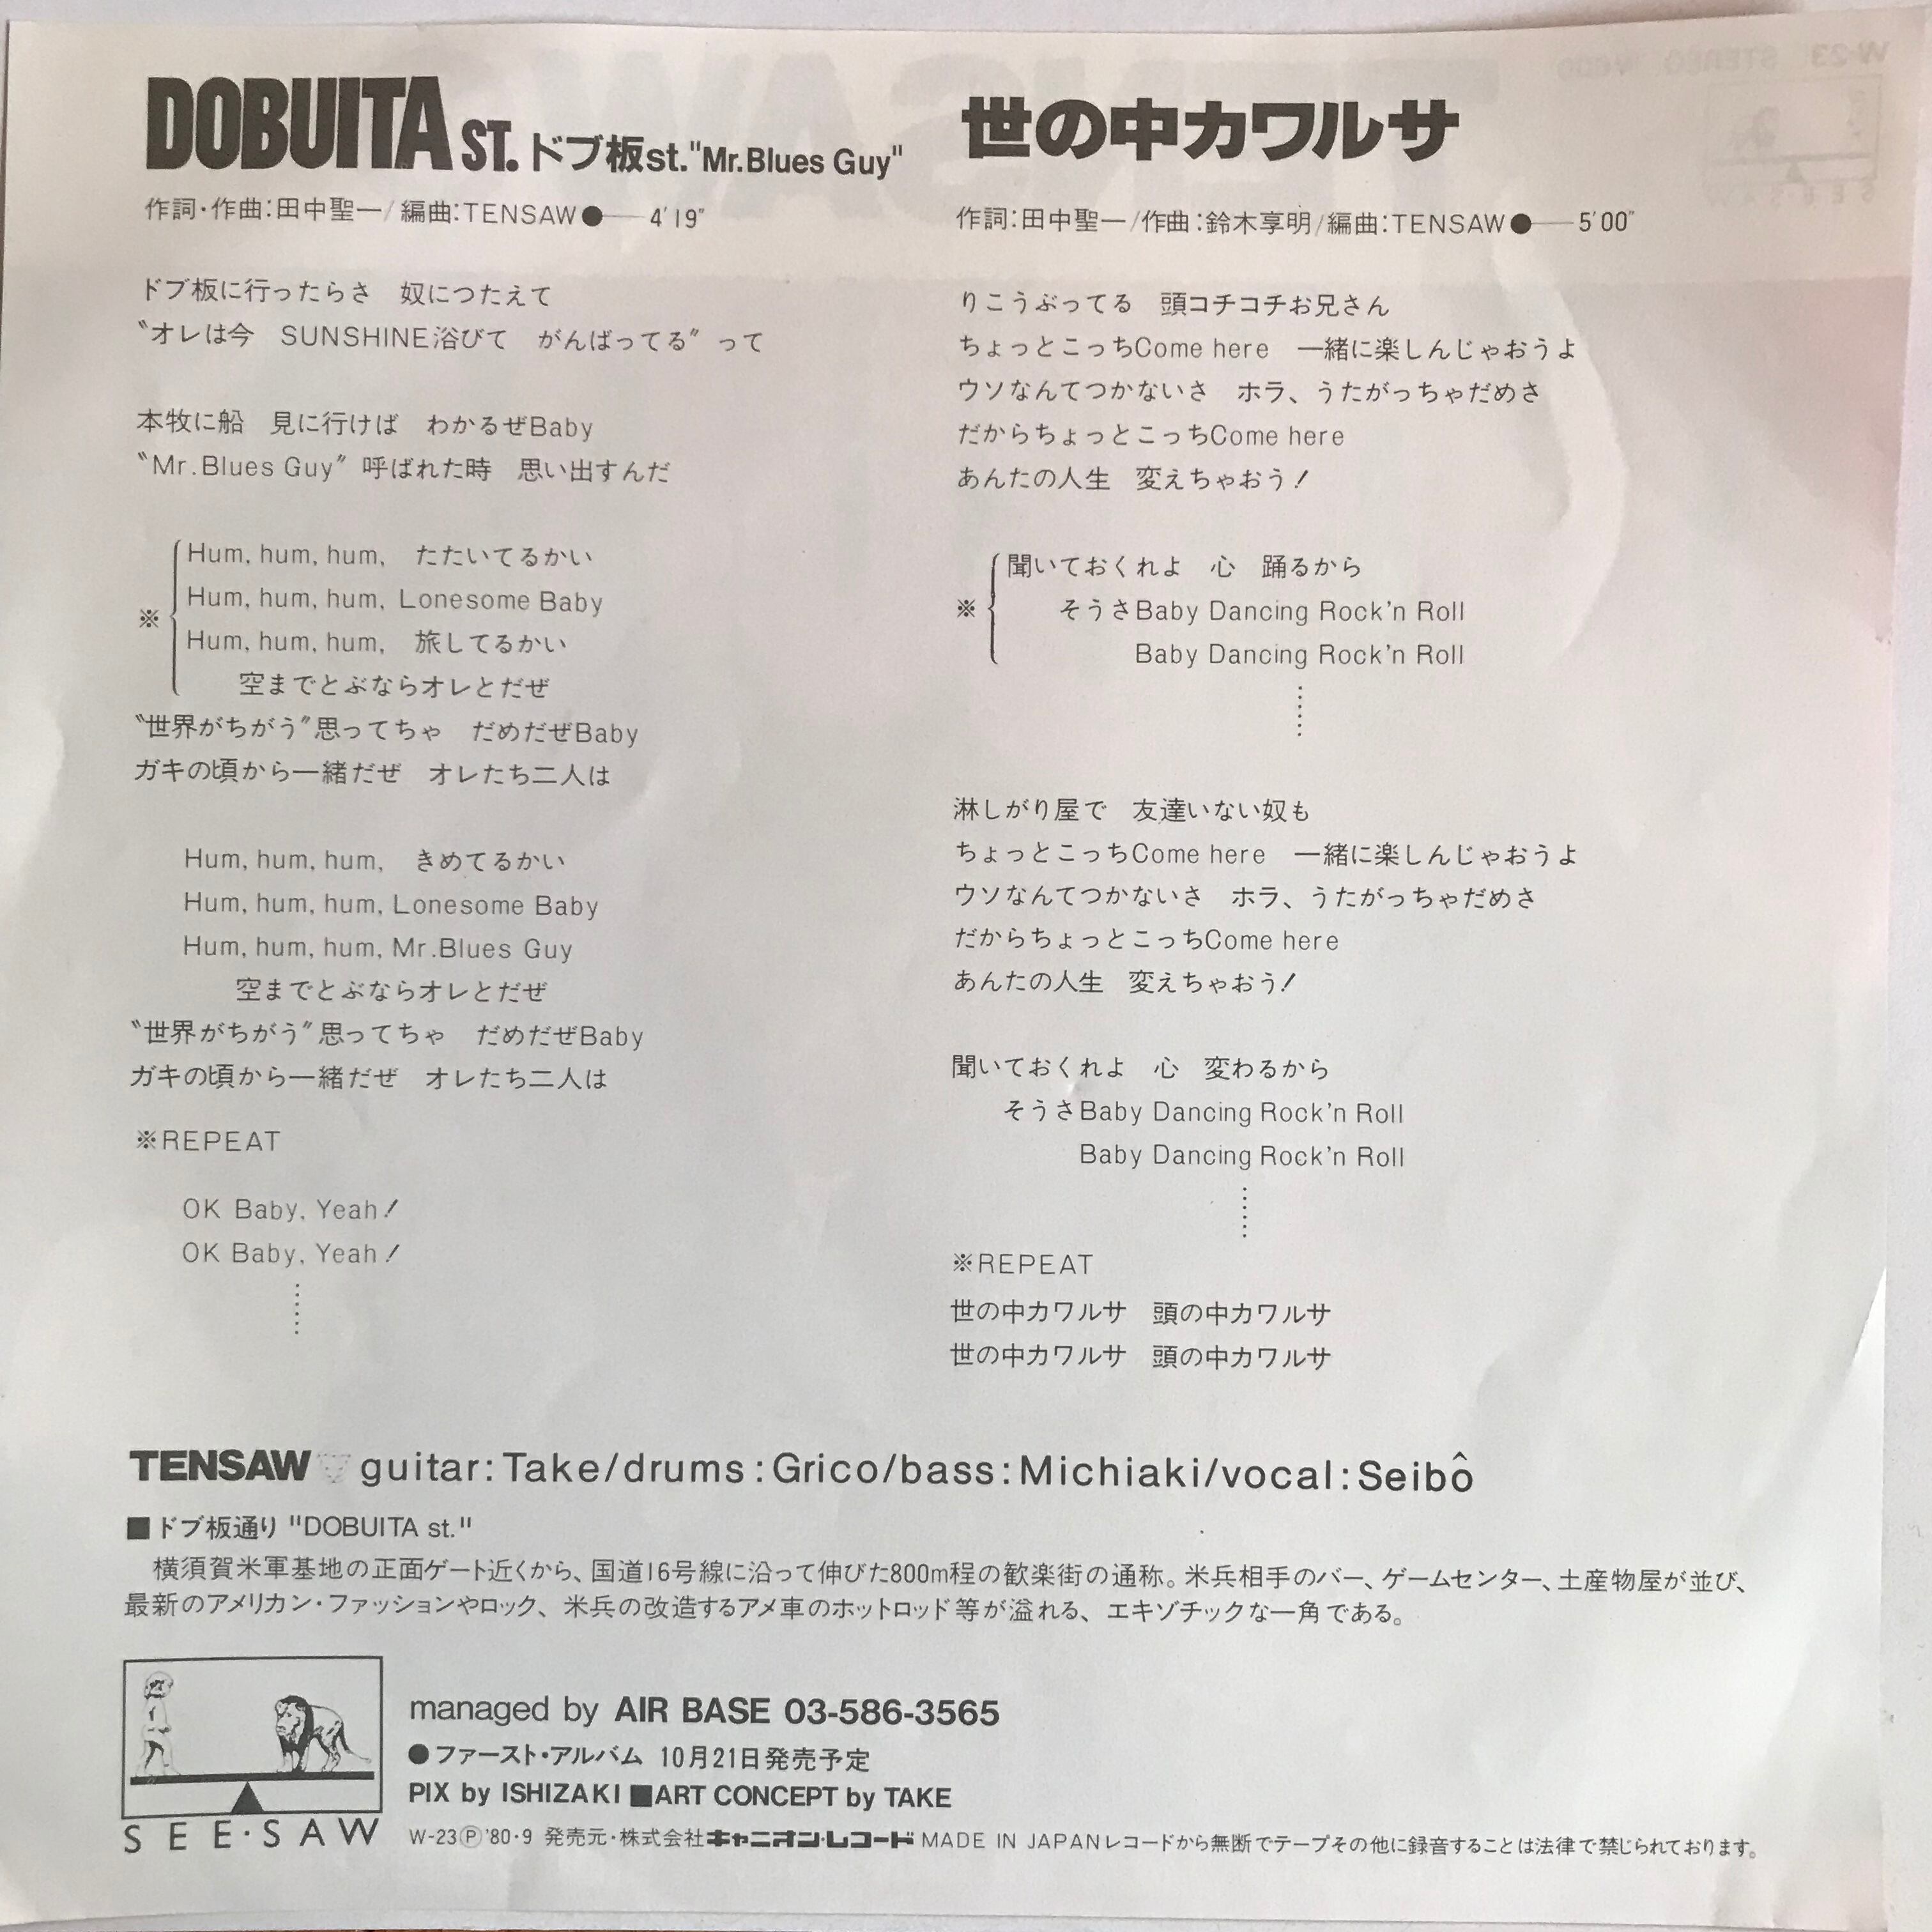 DOBUITA ST. ドブ板st."Mr.Blues Guy"
作詞・作曲：田中聖一/編曲：TENSAW●—4'19"
ドブ板に行ったらさ　奴につたえて
〝オレは今　SUNSHINE浴びて　がんばってる〞って
本牧に船　見に行けば　わかるぜBaby
〝Mr.Blues Guy〞呼ばれた時　思い出すんだ
Hum, hum, hum,　たたいてるかい
Hum, hum, hum, Lonesome Baby
※
Hum, hum, hum,　旅してるかい
空までとぶならオレとだぜ
〝世界がちがう〞思ってちゃ　だめだぜBaby
ガキの頃から一緒だぜ　オレたち二人は
Hum, hum, hum,　きめてるかい
Hum, hum, hum, Lonesome Baby
Hum, hum, hum, Mr.Blues Guy
空までとぶならオレとだぜ
〝世界がちがう〞思ってちゃ　だめだぜBaby
ガキの頃から一緒だぜ　オレたち二人は
※REPEAT
OK Baby, Yeah！
OK Baby, Yeah！
⋮
世の中カワルサ
作詞：田中聖一/作曲：鈴木享明/編曲：TENSAW●—5'00"
りこうぶってる　頭コチコチお兄さん
ちょっとこっちCome here　一緒に楽しんじゃおうよ
ウソなんてつかないさ　ホラ、うたがっちゃだめさ
だからちょっとこっちCome here
あんたの人生　変えちゃおう！
聞いておくれよ　心　踊るから
※　そうさBaby Dancing Rock'n Roll
Baby Dancing Rock'n Roll
⋮
淋しがり屋で　友達いない奴も
ちょっとこっちCome here　一緒に楽しんじゃおうよ
ウソなんてつかないさ　ホラ、うたがっちゃだめさ
だからちょっとこっちCome here
あんたの人生　変えちゃおう！
聞いておくれよ　心　変わるから
そうさBaby Dancing Rock'n Roll
Baby Dancing Rock'n Roll
⋮
※REPEAT
世の中カワルサ　頭の中カワルサ
世の中カワルサ　頭の中カワルサ
TENSAW guitar:Take/drums:Grico/bass:Michiaki/vocal:Seibô
■ドブ板通り "DOBUITA st."
横須賀米軍基地の正面ゲート近くから、国道16号線に沿って伸びた800m程の歓楽街の通称。米兵相手のバー、ゲームセンター、土産物屋が並び、
最新のアメリカン・ファッションやロック、米兵の改造するアメ車のホットロッド等が溢れる、エキゾチックな一角である。
SEE・SAW
managed by AIR BASE 03-586-3565
●ファースト・アルバム 10月21日発売予定
PIX by ISHIZAKI ■ART CONCEPT by TAKE
W-23Ⓟ'80・9 発売元・株式会社キャニオン・レコード MADE IN JAPANレコードから無断でテープその他に録音することは法律で禁じられております。